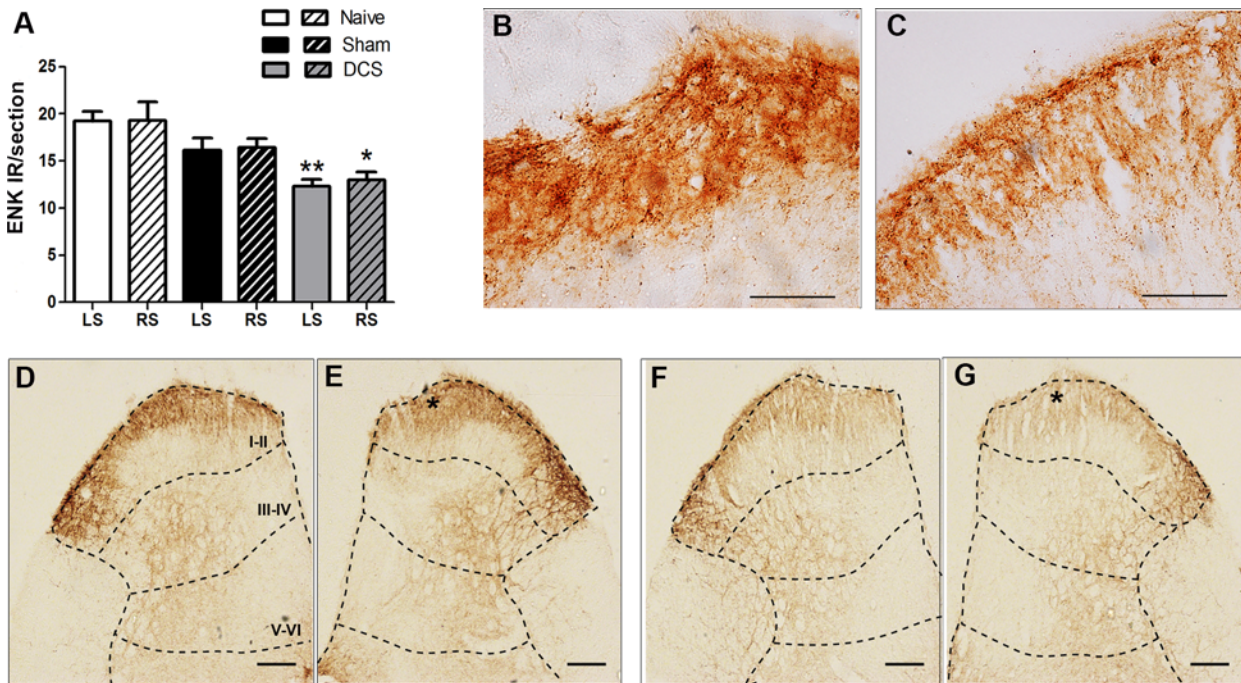 A
Naive
Sham
DCS
ENK IR/section
25
20
15
10
5
0
**
*
LS RS LS RS LS RS
B
C
D
I-II
III-IV
V-VI
E
*
F
G
*